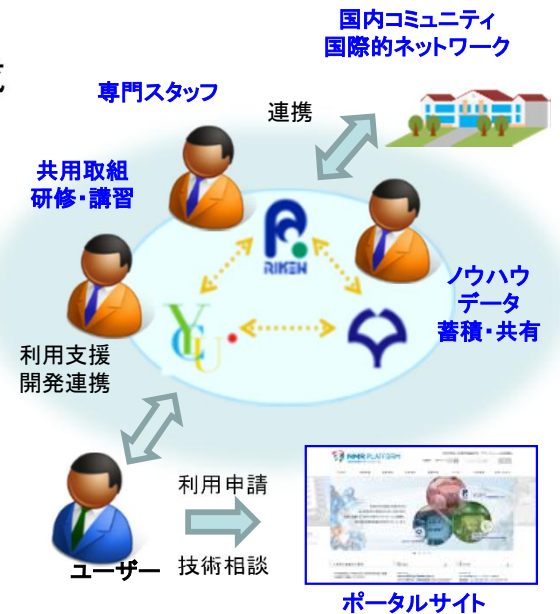 国内コミュニティ
国際的ネットワーク
専門スタッフ
連携
共用取組
研修・講習
RIKEN
ノウハウ
データ
蓄積・共有
YCU
利用支援
開発連携
利用申請
技術相談
ユーザー
NMR PLATFORM
ポータルサイト